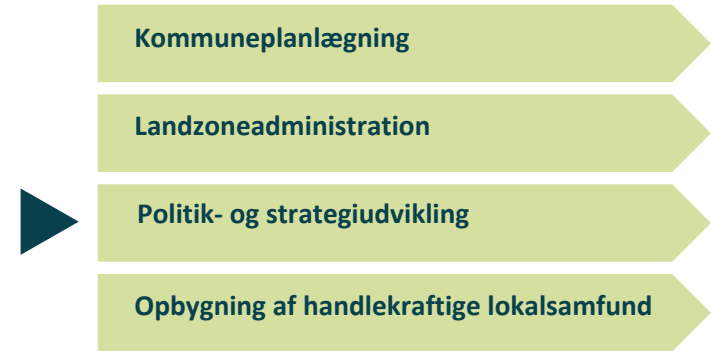 Kommuneplanlægning
Landzoneadministration
Politik- og strategiudvikling
Opbygning af handlekraftige lokalsamfund